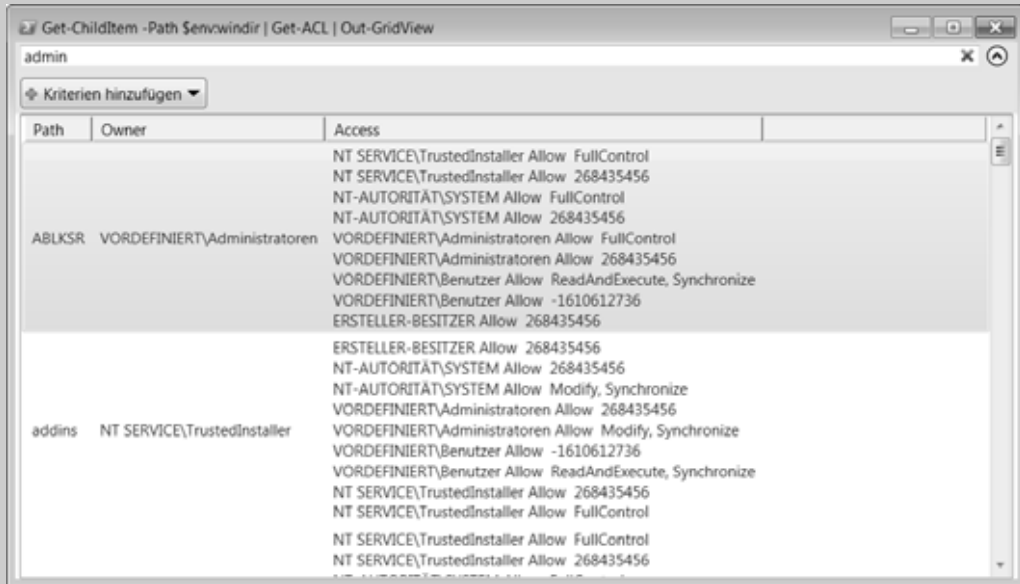 Get-ChildItem -Path $env:windir | Get-ACL | Out-GridView
admin
Kriterien hinzufügen
Path Owner Access
NT SERVICE\TrustedInstaller Allow FullControl
NT SERVICE\TrustedInstaller Allow 268435456
NT-AUTORITÄT\SYSTEM Allow FullControl
NT-AUTORITÄT\SYSTEM Allow 268435456
ABLKSR VORDEFINIERT\Administratoren VORDEFINIERT\Administratoren Allow FullControl
VORDEFINIERT\Administratoren Allow 268435456
VORDEFINIERT\Benutzer Allow ReadAndExecute, Synchronize
VORDEFINIERT\Benutzer Allow -1610612736
ERSTELLER-BESITZER Allow 268435456
ERSTELLER-BESITZER Allow 268435456
NT-AUTORITÄT\SYSTEM Allow 268435456
NT-AUTORITÄT\SYSTEM Allow Modify, Synchronize
VORDEFINIERT\Administratoren Allow 268435456
addins NT SERVICE\TrustedInstaller VORDEFINIERT\Administratoren Allow Modify, Synchronize
VORDEFINIERT\Benutzer Allow -1610612736
VORDEFINIERT\Benutzer Allow ReadAndExecute, Synchronize
NT SERVICE\TrustedInstaller Allow 268435456
NT SERVICE\TrustedInstaller Allow FullControl
NT SERVICE\TrustedInstaller Allow FullControl
NT SERVICE\TrustedInstaller Allow 268435456